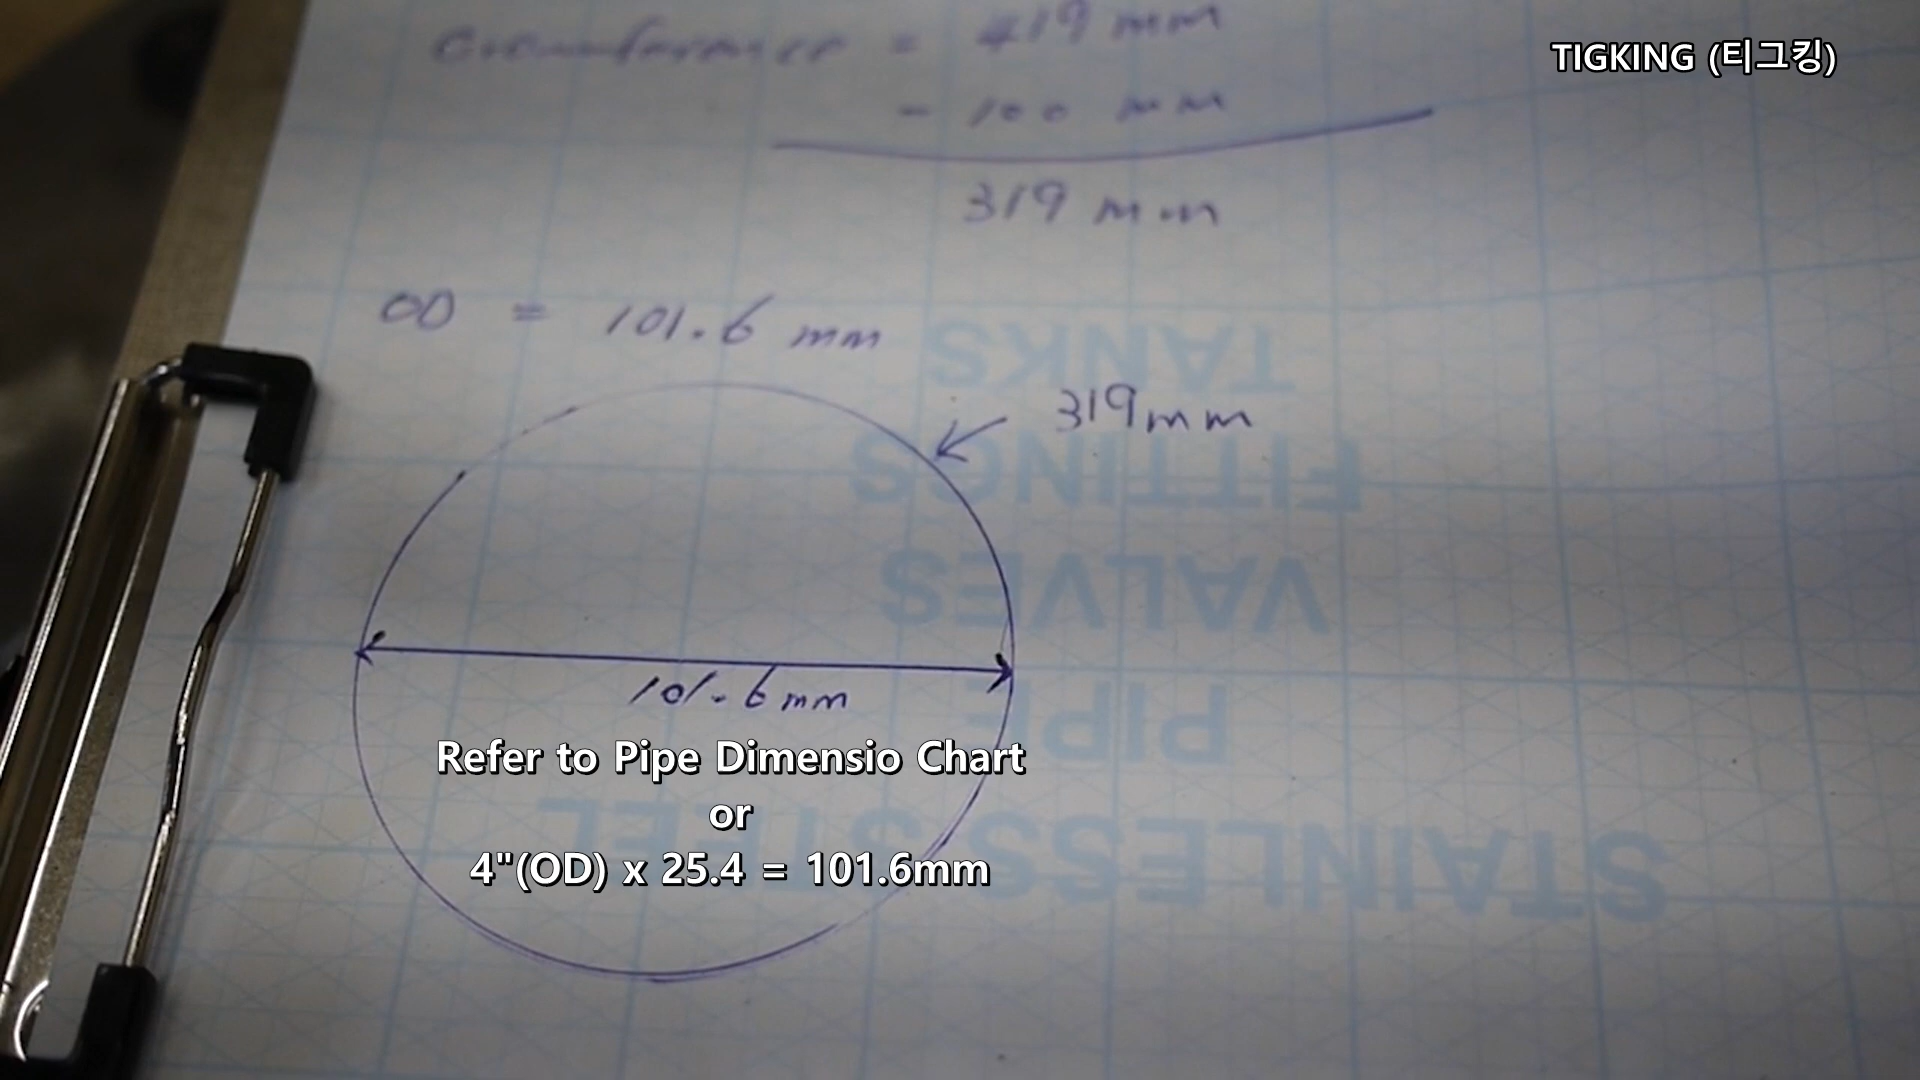 TIGKING (티그킹)
Circumference = 419 mm
- 100 mm
319 mm
OD = 101.6 mm
319mm
101.6mm
Refer to Pipe Dimensio Chart
or
4"(OD) x 25.4 = 101.6mm
STAINLESS STEEL
PIPE
VALVES
FITTINGS
TANKS